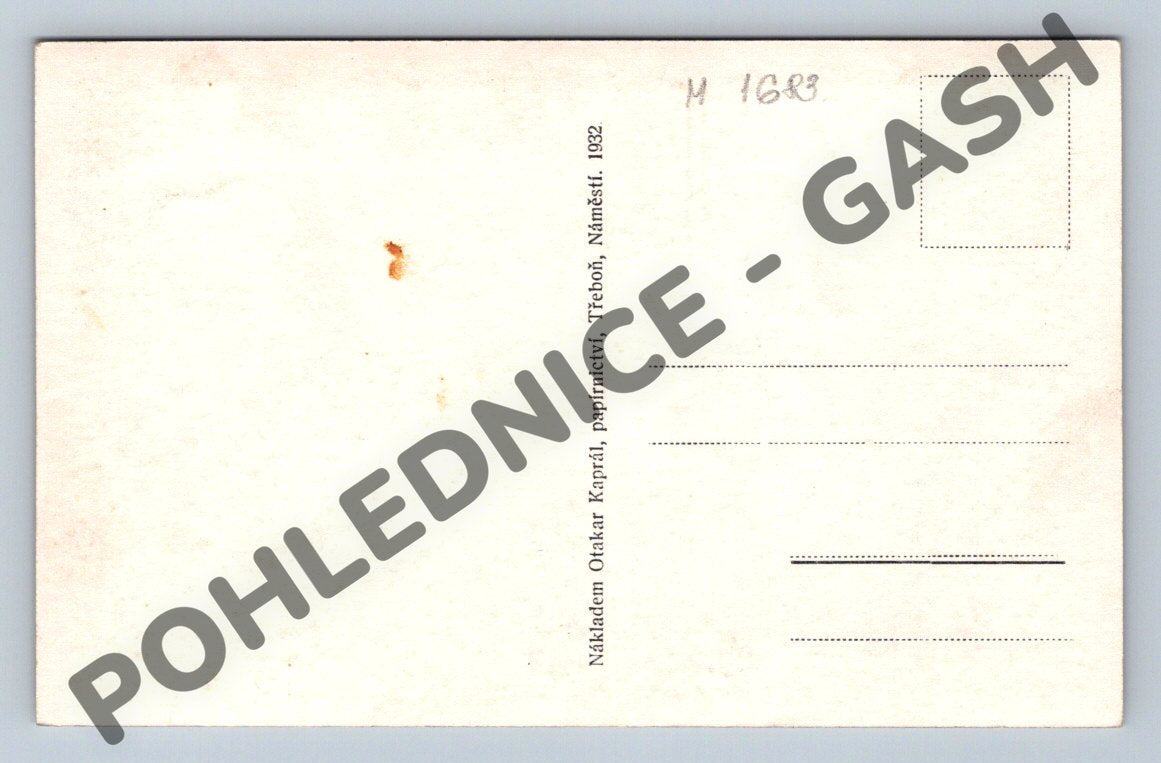 M 1683
Nákladem Otakar Kaprál, papírnictví, Třeboň, Náměstí. 1932
POHLEDNICE - GASH